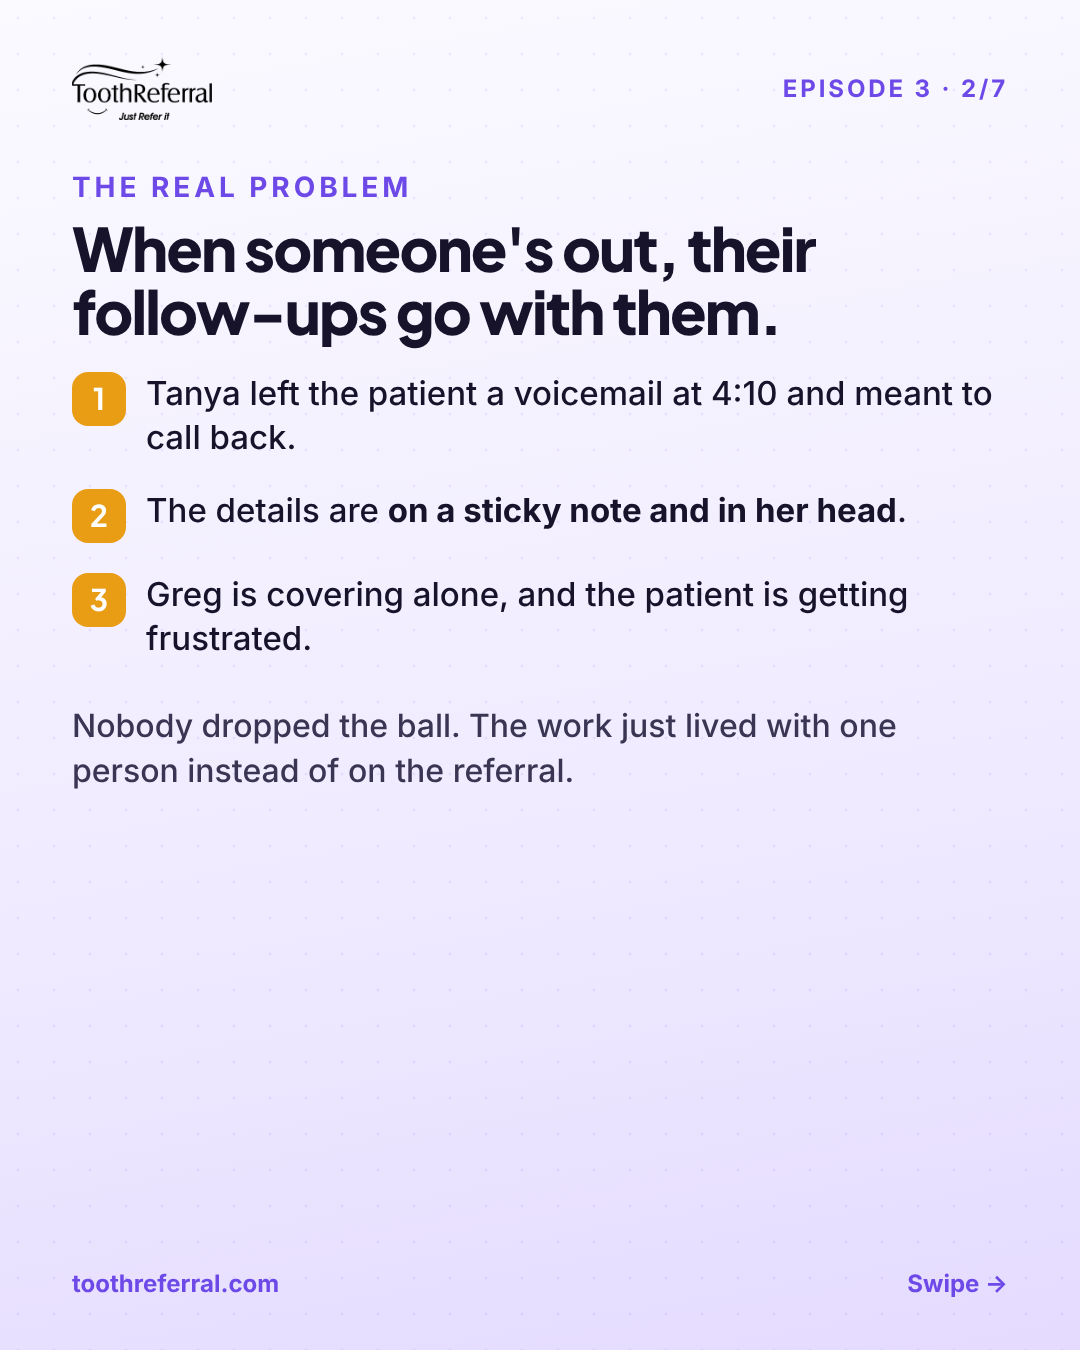 ToothReferral
Just Refer it
EPISODE 3 · 2/7
THE REAL PROBLEM
When someone's out, their
follow-ups go with them.
1 Tanya left the patient a voicemail at 4:10 and meant to
call back.
2 The details are on a sticky note and in her head.
3 Greg is covering alone, and the patient is getting
frustrated.
Nobody dropped the ball. The work just lived with one
person instead of on the referral.
toothreferral.com
Swipe →